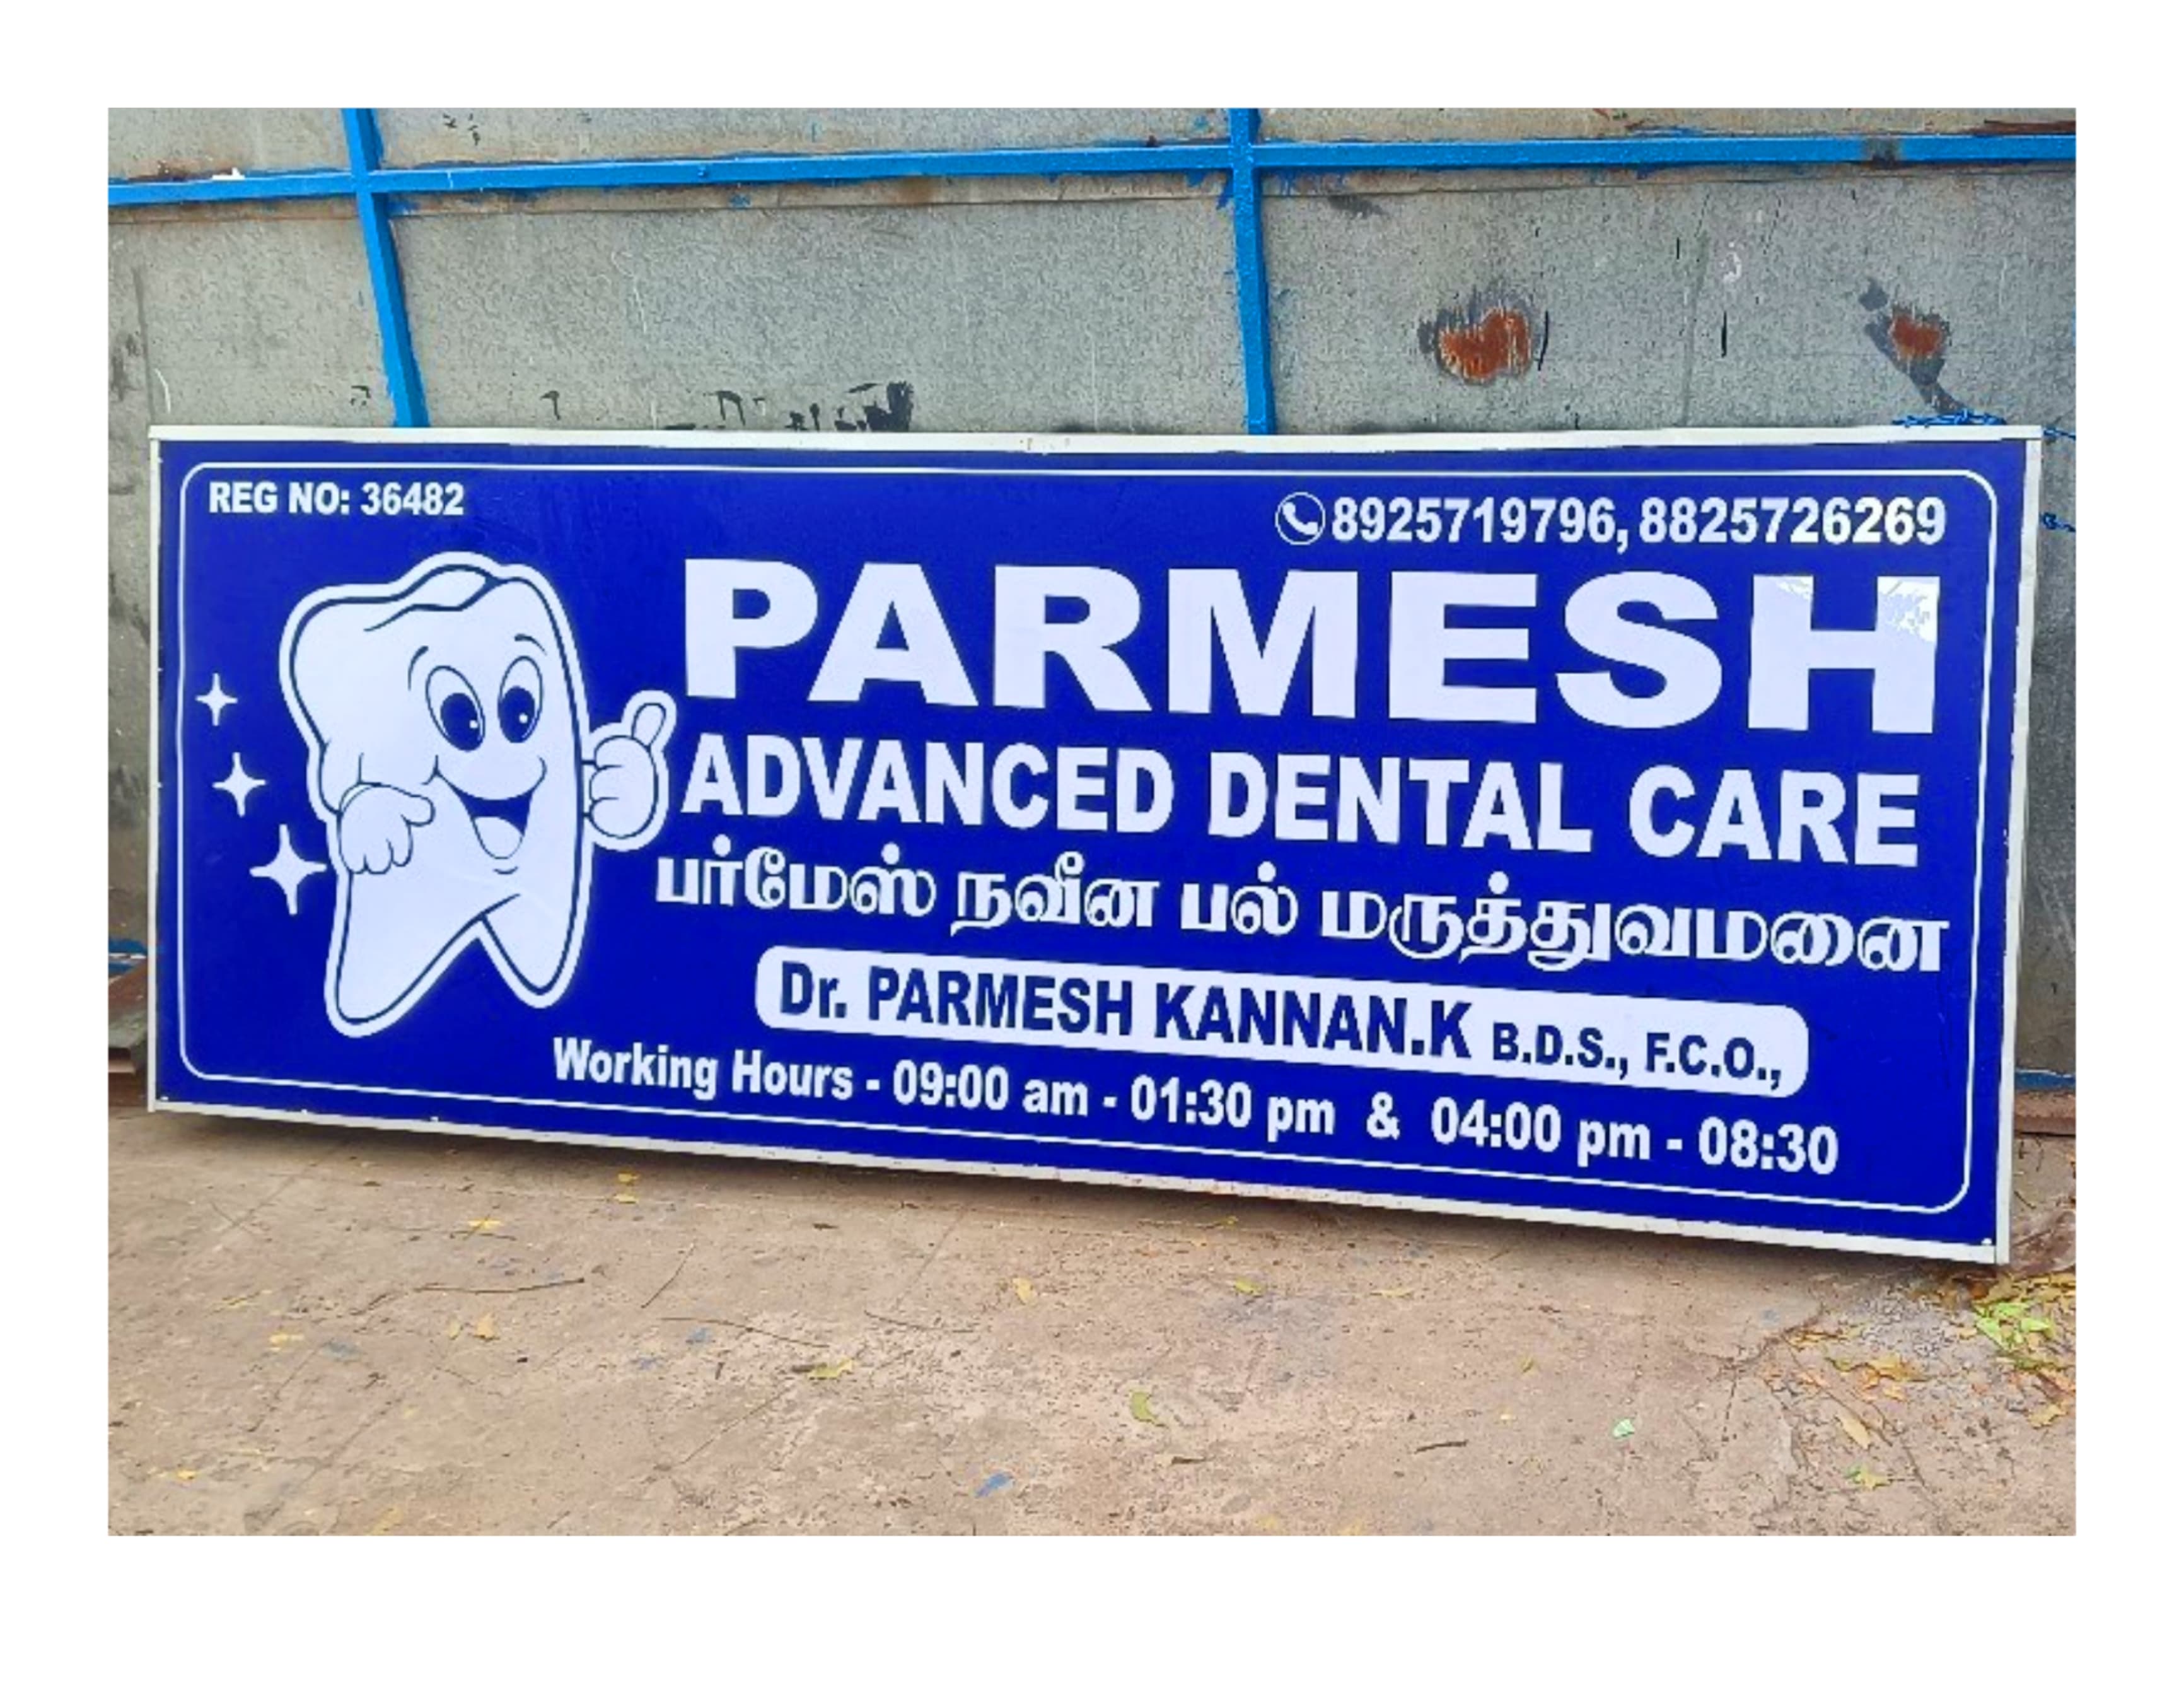 REG NO: 36482
8925719796, 8825726269
PARMESH
ADVANCED DENTAL CARE
பர்மேஸ் நவீன பல் மருத்துவமனை
Dr. PARMESH KANNAN.K B.D.S., F.C.O.,
Working Hours - 09:00 am - 01:30 pm & 04:00 pm - 08:30